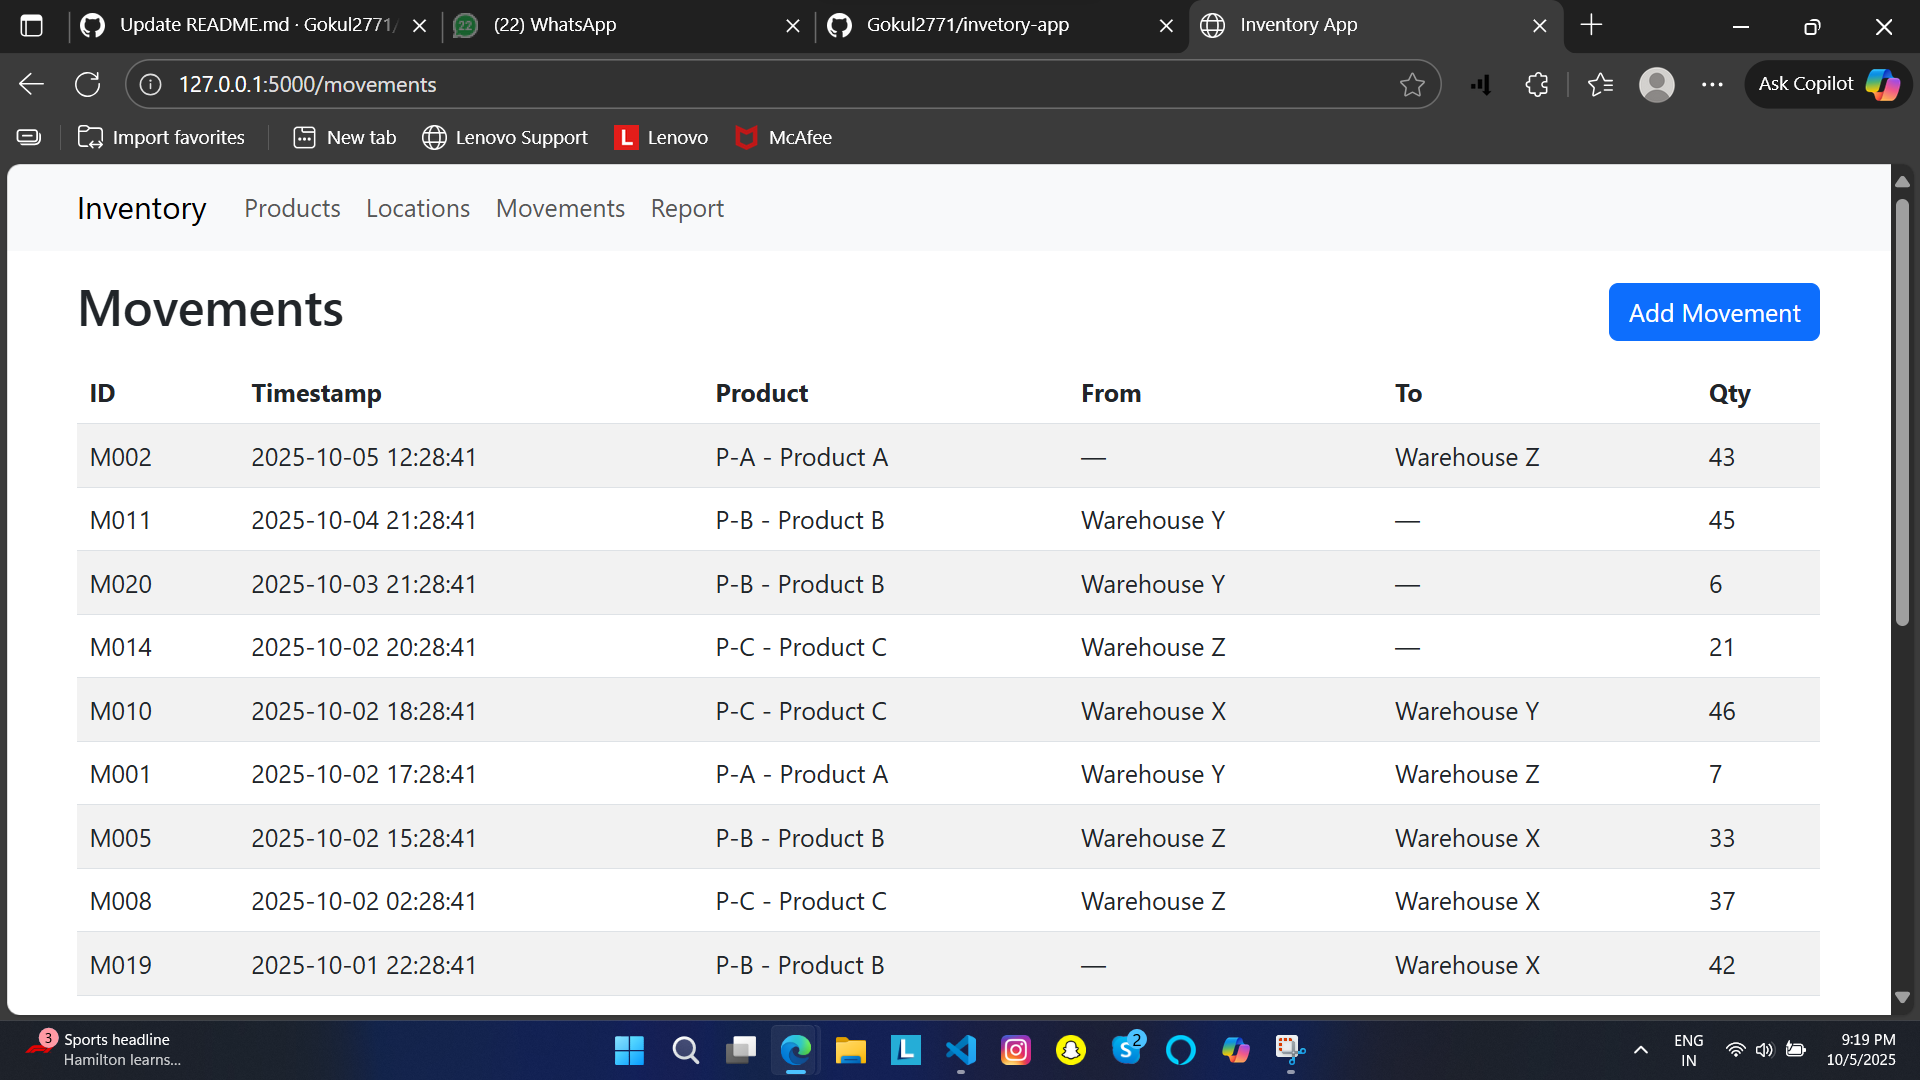 Update README.md · Gokul2771/
(22) WhatsApp
Gokul2771/invetory-app
Inventory App
127.0.0.1:5000/movements
Ask Copilot
Import favorites
New tab
Lenovo Support
L Lenovo
McAfee
Inventory Products Locations Movements Report
Movements
Add Movement
ID Timestamp Product From To Qty
M002 2025-10-05 12:28:41 P-A - Product A — Warehouse Z 43
M011 2025-10-04 21:28:41 P-B - Product B Warehouse Y — 45
M020 2025-10-03 21:28:41 P-B - Product B Warehouse Y — 6
M014 2025-10-02 20:28:41 P-C - Product C Warehouse Z — 21
M010 2025-10-02 18:28:41 P-C - Product C Warehouse X Warehouse Y 46
M001 2025-10-02 17:28:41 P-A - Product A Warehouse Y Warehouse Z 7
M005 2025-10-02 15:28:41 P-B - Product B Warehouse Z Warehouse X 33
M008 2025-10-02 02:28:41 P-C - Product C Warehouse Z Warehouse X 37
M019 2025-10-01 22:28:41 P-B - Product B — Warehouse X 42
3 Sports headline
Hamilton learns...
L
S 2
ENG
IN
9:19 PM
10/5/2025